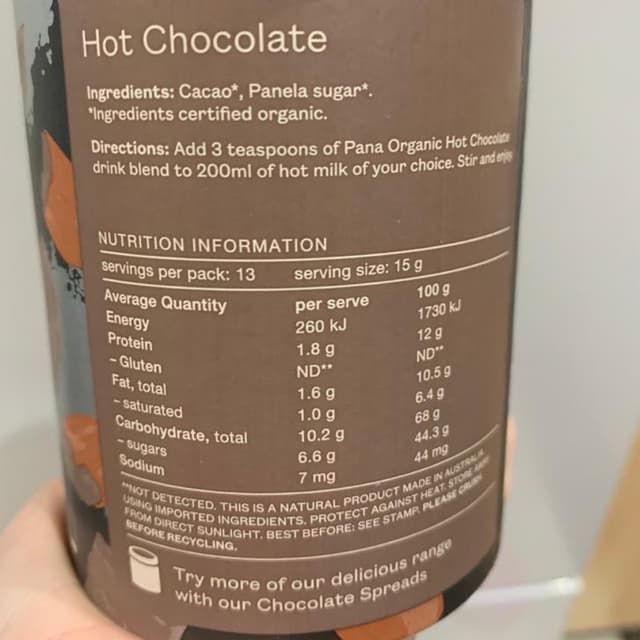 Hot Chocolate
Ingredients: Cacao*, Panela sugar*.
*Ingredients certified organic.
Directions: Add 3 teaspoons of Pana Organic Hot Chocolate
drink blend to 200ml of hot milk of your choice. Stir and enjoy
NUTRITION INFORMATION
servings per pack: 13 serving size: 15 g
Average Quantity per serve 100 g
Energy 260 kJ 1730 kJ
Protein 1.8 g 12 g
- Gluten ND** ND**
Fat, total 1.6 g 10.5 g
- saturated 1.0 g 6.4 g
Carbohydrate, total 10.2 g 68 g
- sugars 6.6 g 44.3 g
Sodium 7 mg 44 mg
**NOT DETECTED. THIS IS A NATURAL PRODUCT MADE IN AUSTRALIA
USING IMPORTED INGREDIENTS. PROTECT AGAINST HEAT. STORE AWAY
FROM DIRECT SUNLIGHT. BEST BEFORE: SEE STAMP. PLEASE CRUSH
BEFORE RECYCLING.
Try more of our delicious range
with our Chocolate Spreads